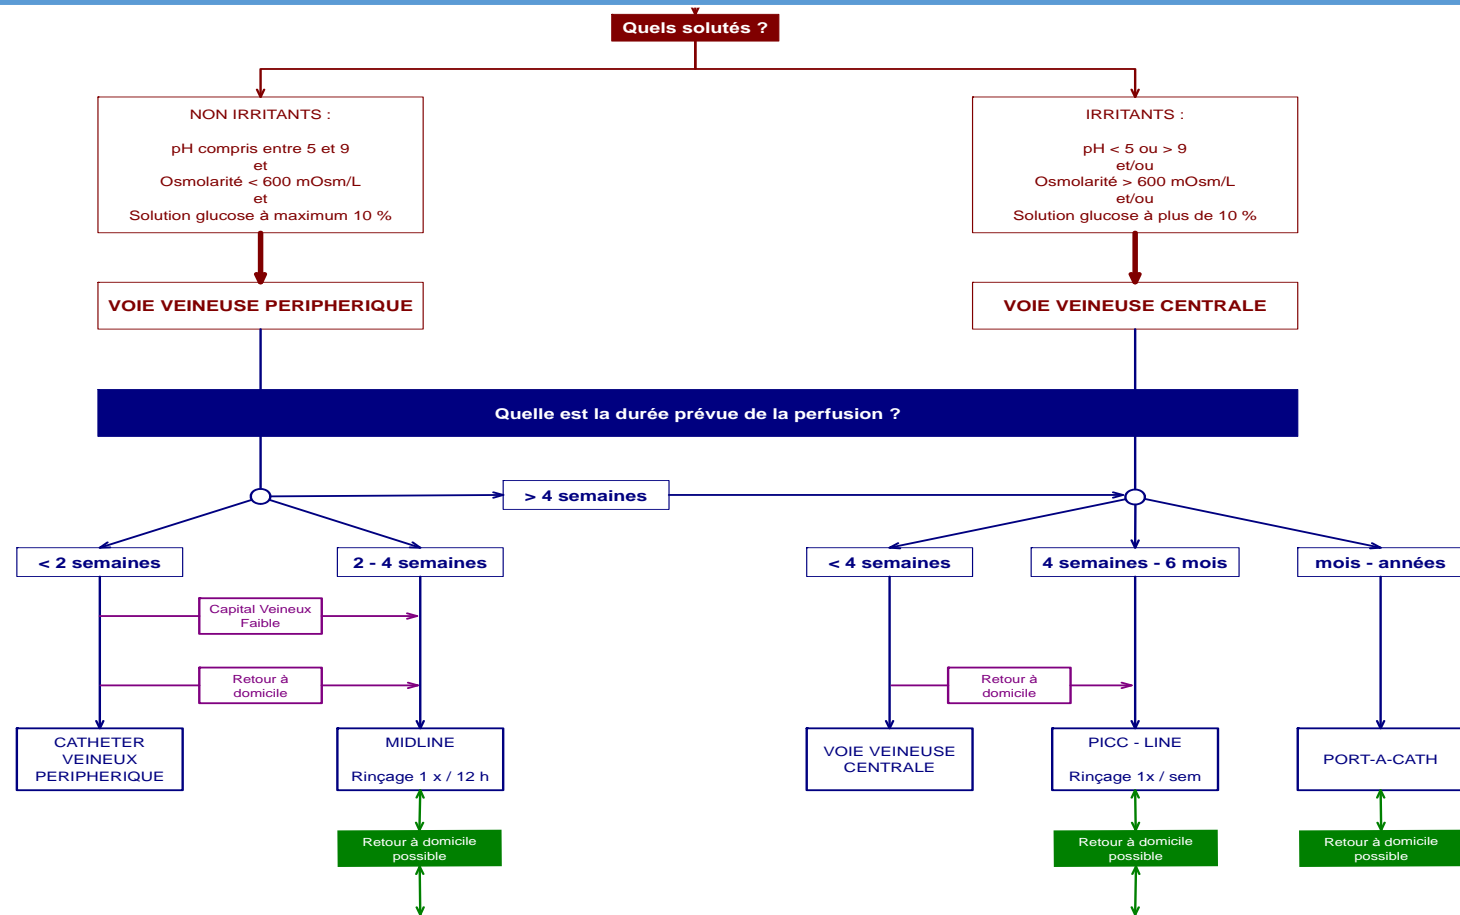 Quels solutés ?
NON IRRITANTS :
pH compris entre 5 et 9
et
Osmolarité < 600 mOsm/L
et
Solution glucose à maximum 10 %
IRRITANTS :
pH < 5 ou > 9
et/ou
Osmolarité > 600 mOsm/L
et/ou
Solution glucose à plus de 10 %
VOIE VEINEUSE PERIPHERIQUE
VOIE VEINEUSE CENTRALE
Quelle est la durée prévue de la perfusion ?
> 4 semaines
< 2 semaines
2 - 4 semaines
< 4 semaines
4 semaines - 6 mois
mois - années
Capital Veineux
Faible
Retour à
domicile
Retour à
domicile
CATHETER
VEINEUX
PERIPHERIQUE
MIDLINE
Rinçage 1 x / 12 h
VOIE VEINEUSE
CENTRALE
PICC - LINE
Rinçage 1x / sem
PORT-A-CATH
Retour à domicile
possible
Retour à domicile
possible
Retour à domicile
possible